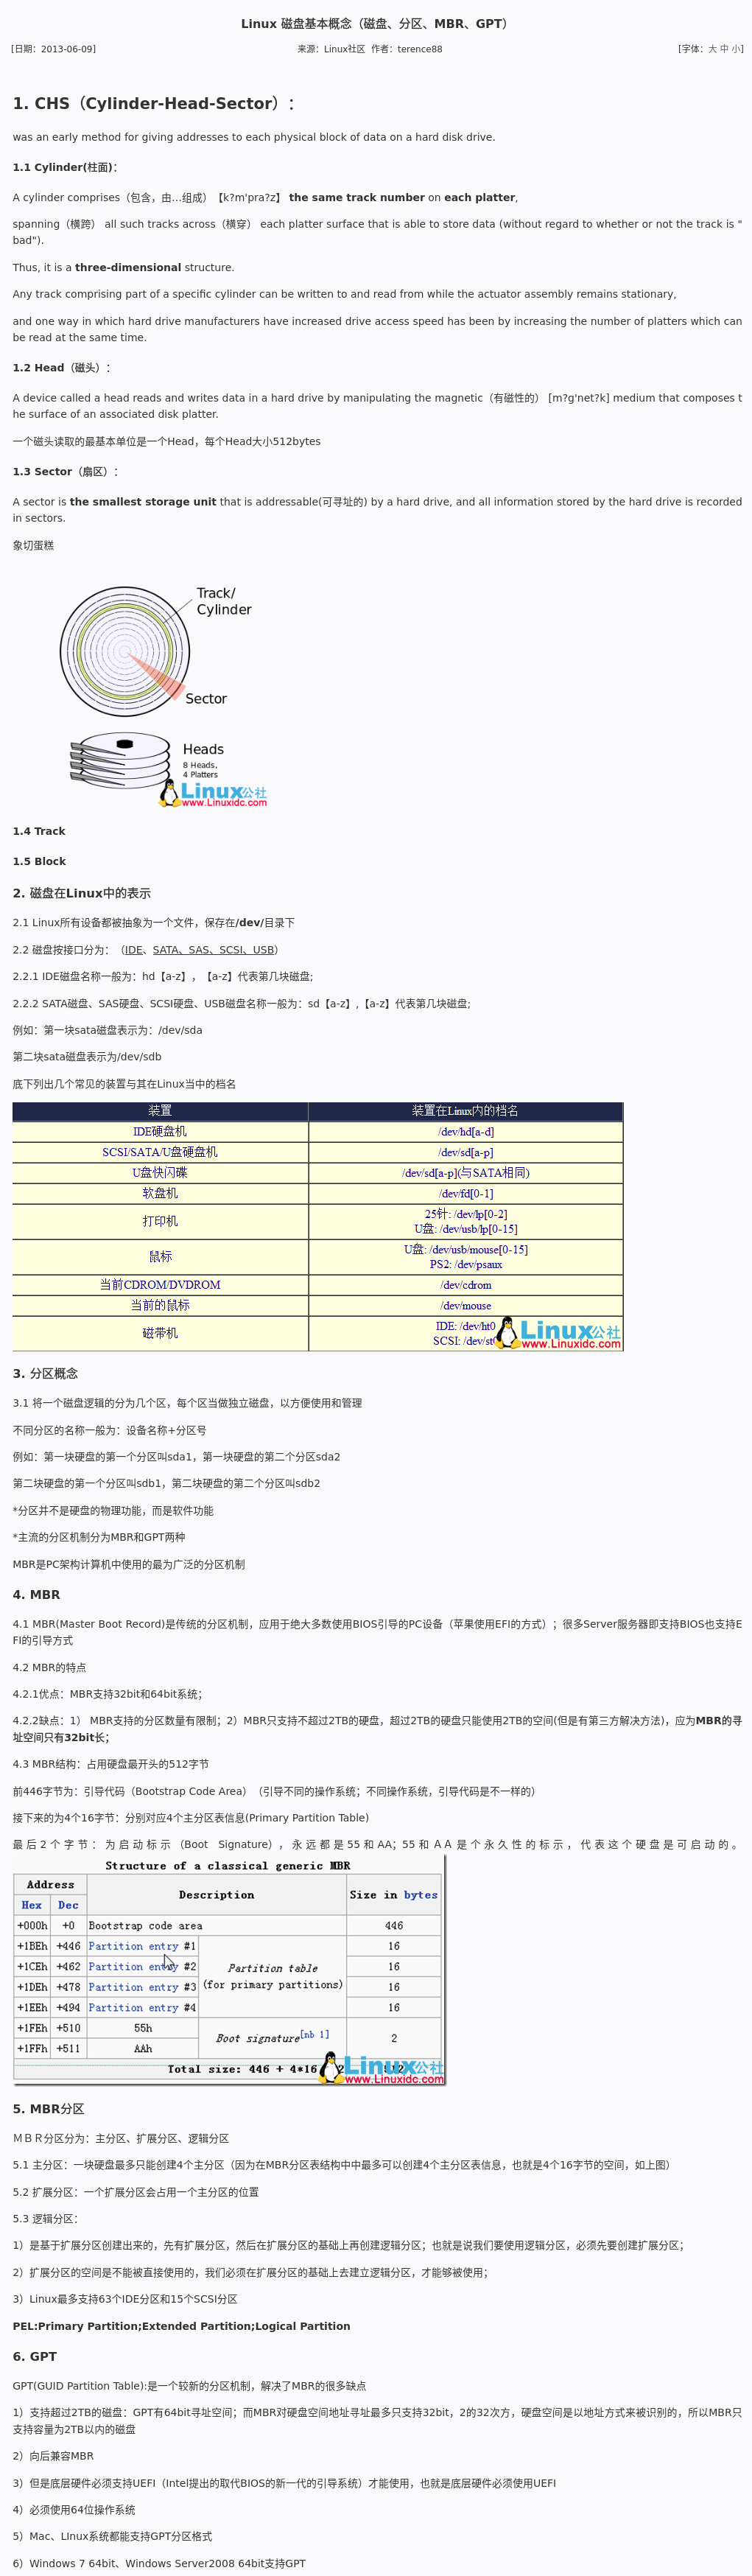 Linux 磁盘基本概念（磁盘、分区、MBR、GPT）
[日期：2013-06-09] 来源：Linux社区 作者：terence88 [字体：大 中 小]
1. CHS（Cylinder-Head-Sector）：
was an early method for giving addresses to each physical block of data on a hard disk drive.
1.1 Cylinder(柱面)：
A cylinder comprises（包含，由…组成）【k?m'pra?z】 the same track number on each platter,
spanning（横跨） all such tracks across（横穿） each platter surface that is able to store data (without regard to whether or not the track is "
bad").
Thus, it is a three-dimensional structure.
Any track comprising part of a specific cylinder can be written to and read from while the actuator assembly remains stationary,
and one way in which hard drive manufacturers have increased drive access speed has been by increasing the number of platters which can
be read at the same time.
1.2 Head（磁头）：
A device called a head reads and writes data in a hard drive by manipulating the magnetic（有磁性的） [m?g'net?k] medium that composes t
he surface of an associated disk platter.
一个磁头读取的最基本单位是一个Head，每个Head大小512bytes
1.3 Sector（扇区）：
A sector is the smallest storage unit that is addressable(可寻址的) by a hard drive, and all information stored by the hard drive is recorded
in sectors.
象切蛋糕
Track/
Cylinder
Sector
Heads
8 Heads,
4 Platters
Linux公社
www.Linuxidc.com
1.4 Track
1.5 Block
2. 磁盘在Linux中的表示
2.1 Linux所有设备都被抽象为一个文件，保存在/dev/目录下
2.2 磁盘按接口分为：（IDE、SATA、SAS、SCSI、USB）
2.2.1 IDE磁盘名称一般为：hd【a-z】，【a-z】代表第几块磁盘;
2.2.2 SATA磁盘、SAS硬盘、SCSI硬盘、USB磁盘名称一般为：sd【a-z】,【a-z】代表第几块磁盘;
例如：第一块sata磁盘表示为：/dev/sda
第二块sata磁盘表示为/dev/sdb
底下列出几个常见的装置与其在Linux当中的档名
装置 装置在Linux内的档名
IDE硬盘机 /dev/hd[a-d]
SCSI/SATA/U盘硬盘机 /dev/sd[a-p]
U盘快闪碟 /dev/sd[a-p](与SATA相同)
软盘机 /dev/fd[0-1]
打印机 25针: /dev/lp[0-2]
U盘: /dev/usb/lp[0-15]
鼠标 U盘: /dev/usb/mouse[0-15]
PS2: /dev/psaux
当前CDROM/DVDROM /dev/cdrom
当前的鼠标 /dev/mouse
磁带机 IDE: /dev/ht0
SCSI: /dev/st0
Linux公社
www.Linuxidc.com
3. 分区概念
3.1 将一个磁盘逻辑的分为几个区，每个区当做独立磁盘，以方便使用和管理
不同分区的名称一般为：设备名称+分区号
例如：第一块硬盘的第一个分区叫sda1，第一块硬盘的第二个分区sda2
第二块硬盘的第一个分区叫sdb1，第二块硬盘的第二个分区叫sdb2
*分区并不是硬盘的物理功能，而是软件功能
*主流的分区机制分为MBR和GPT两种
MBR是PC架构计算机中使用的最为广泛的分区机制
4. MBR
4.1 MBR(Master Boot Record)是传统的分区机制，应用于绝大多数使用BIOS引导的PC设备（苹果使用EFI的方式）；很多Server服务器即支持BIOS也支持E
FI的引导方式
4.2 MBR的特点
4.2.1优点：MBR支持32bit和64bit系统；
4.2.2缺点：1） MBR支持的分区数量有限制；2）MBR只支持不超过2TB的硬盘，超过2TB的硬盘只能使用2TB的空间(但是有第三方解决方法)，应为MBR的寻
址空间只有32bit长；
4.3 MBR结构：占用硬盘最开头的512字节
前446字节为：引导代码（Bootstrap Code Area）（引导不同的操作系统；不同操作系统，引导代码是不一样的）
接下来的为4个16字节：分别对应4个主分区表信息(Primary Partition Table)
最后2个字节：为启动标示（Boot Signature），永远都是55和AA；55和ＡＡ是个永久性的标示，代表这个硬盘是可启动的。
Structure of a classical generic MBR
Address Description Size in bytes
Hex Dec
+000h +0 Bootstrap code area 446
+1BEh +446 Partition entry #1 Partition table
(for primary partitions) 16
+1CEh +462 Partition entry #2 16
+1DEh +478 Partition entry #3 16
+1EEh +494 Partition entry #4 16
+1FEh +510 55h Boot signature[nb 1] 2
+1FFh +511 AAh
Total size: 446 + 4*16 2 512
Linux公社
www.Linuxidc.com
5. MBR分区
ＭＢＲ分区分为：主分区、扩展分区、逻辑分区
5.1 主分区：一块硬盘最多只能创建4个主分区（因为在MBR分区表结构中中最多可以创建4个主分区表信息，也就是4个16字节的空间，如上图）
5.2 扩展分区：一个扩展分区会占用一个主分区的位置
5.3 逻辑分区：
1）是基于扩展分区创建出来的，先有扩展分区，然后在扩展分区的基础上再创建逻辑分区；也就是说我们要使用逻辑分区，必须先要创建扩展分区；
2）扩展分区的空间是不能被直接使用的，我们必须在扩展分区的基础上去建立逻辑分区，才能够被使用；
3）Linux最多支持63个IDE分区和15个SCSI分区
PEL:Primary Partition;Extended Partition;Logical Partition
6. GPT
GPT(GUID Partition Table):是一个较新的分区机制，解决了MBR的很多缺点
1）支持超过2TB的磁盘：GPT有64bit寻址空间；而MBR对硬盘空间地址寻址最多只支持32bit，2的32次方，硬盘空间是以地址方式来被识别的，所以MBR只
支持容量为2TB以内的磁盘
2）向后兼容MBR
3）但是底层硬件必须支持UEFI（Intel提出的取代BIOS的新一代的引导系统）才能使用，也就是底层硬件必须使用UEFI
4）必须使用64位操作系统
5）Mac、LInux系统都能支持GPT分区格式
6）Windows 7 64bit、Windows Server2008 64bit支持GPT